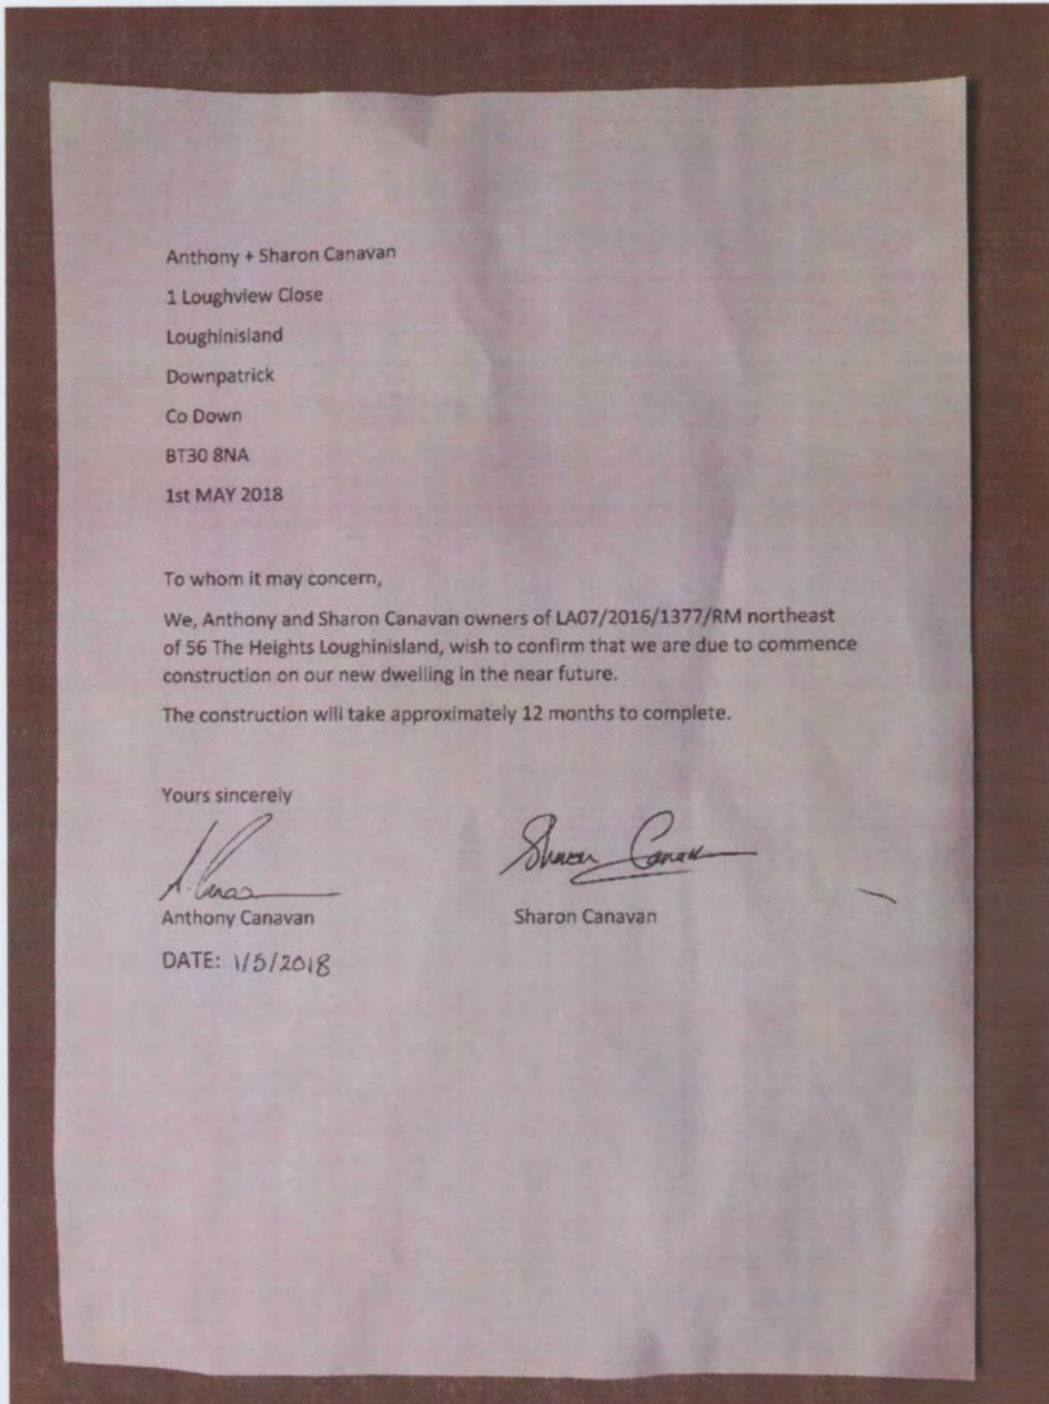 Anthony + Sharon Canavan
1 Loughview Close
Loughinisland
Downpatrick
Co Down
BT30 8NA
1st MAY 2018
To whom it may concern,
We, Anthony and Sharon Canavan owners of LA07/2016/1377/RM northeast
of 56 The Heights Loughinisland, wish to confirm that we are due to commence
construction on our new dwelling in the near future.
The construction will take approximately 12 months to complete.
Yours sincerely
Sharon Canavan
Anthony Canavan Sharon Canavan
DATE: 1/5/2018